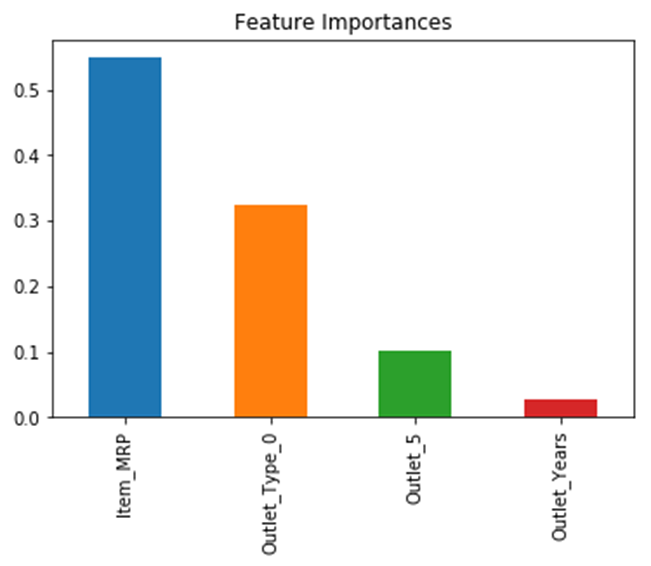 Feature Importances
0.5
0.4
0.3
0.2
0.1
0.0
Item_MRP
Outlet_Type_0
Outlet_5
Outlet_Years